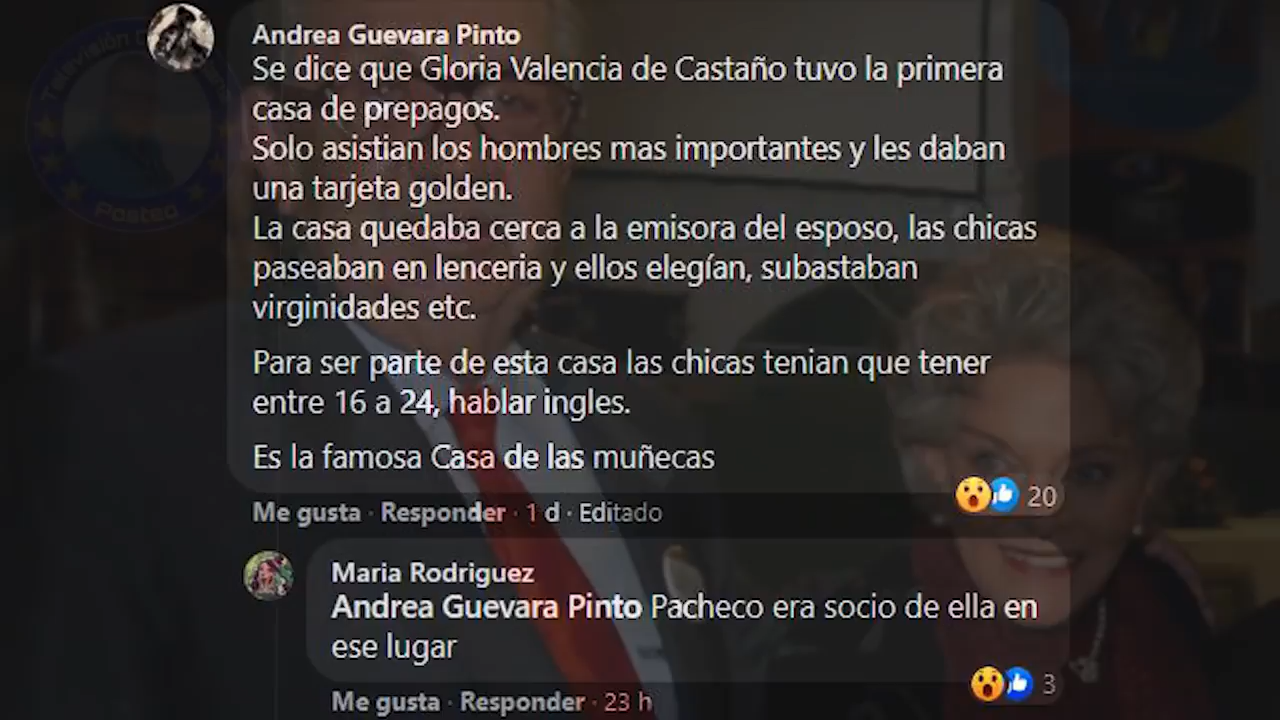 Andrea Guevara Pinto
Se dice que Gloria Valencia de Castaño tuvo la primera
casa de prepagos.
Solo asistian los hombres mas importantes y les daban
una tarjeta golden.
La casa quedaba cerca a la emisora del esposo, las chicas
paseaban en lenceria y ellos elegían, subastaban
virginidades etc.
Para ser parte de esta casa las chicas tenian que tener
entre 16 a 24, hablar ingles.
Es la famosa Casa de las muñecas
20
Me gusta · Responder · 1 d · Editado
Maria Rodriguez
Andrea Guevara Pinto Pacheco era socio de ella en
ese lugar
3
Me gusta · Responder · 23 h
Televisión
Posteo